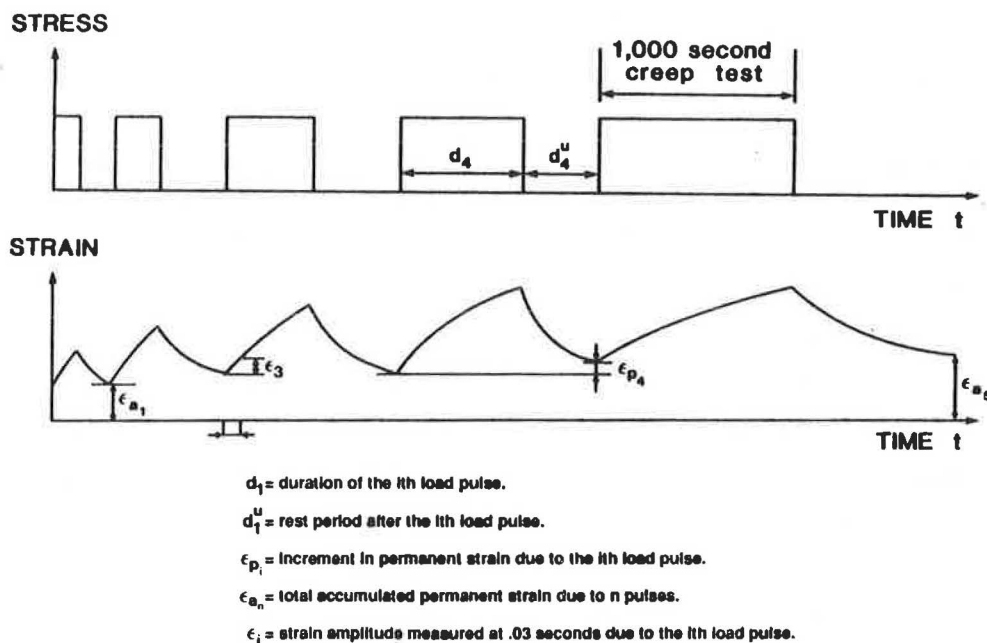 STRESS
1,000 second
creep test
d₄
d₄ᵘ
TIME t
STRAIN
ϵ₃
ϵp₄
ϵa₁
ϵa₅
TIME t
d₁= duration of the ith load pulse.
d₁ᵘ= rest period after the ith load pulse.
ϵpᵢ= increment in permanent strain due to the ith load pulse.
ϵaₙ= total accumulated permanent strain due to n pulses.
ϵᵢ= strain amplitude measured at .03 seconds due to the ith load pulse.